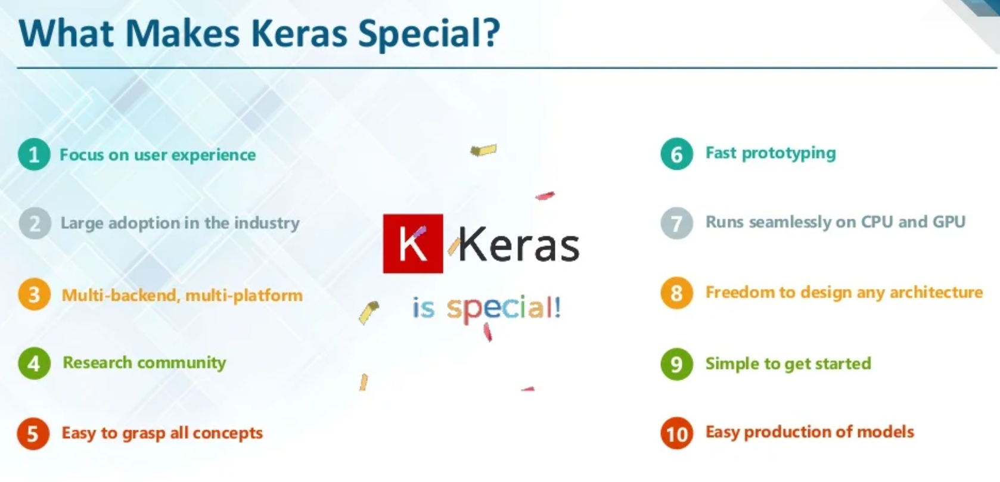 What Makes Keras Special?
1 Focus on user experience
2 Large adoption in the industry
3 Multi-backend, multi-platform
4 Research community
5 Easy to grasp all concepts
K Keras
is special!
6 Fast prototyping
7 Runs seamlessly on CPU and GPU
8 Freedom to design any architecture
9 Simple to get started
10 Easy production of models